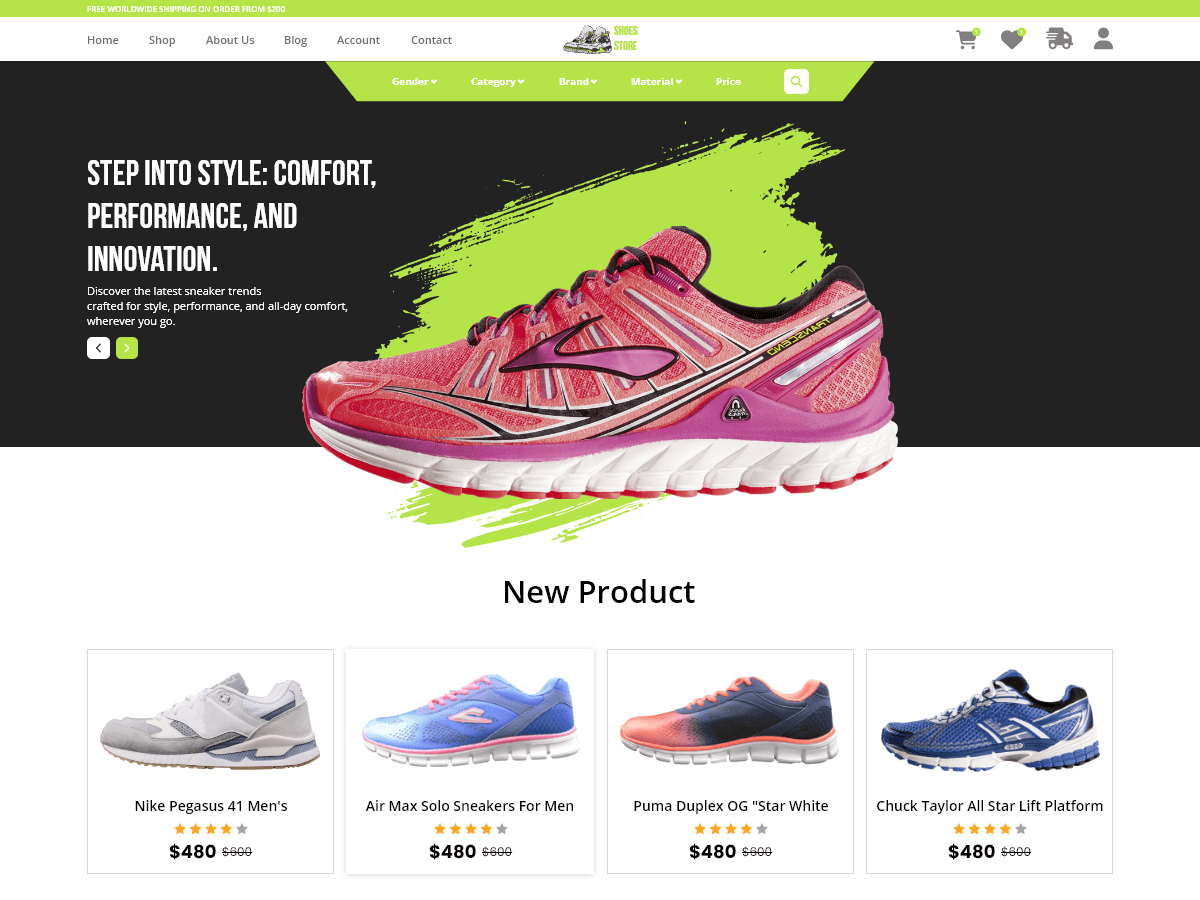 FREE WORLDWIDE SHIPPING ON ORDER FROM $200
Home Shop About Us Blog Account Contact
SHOES
STORE
Gender Category Brand Material Price
STEP INTO STYLE: COMFORT,
PERFORMANCE, AND
INNOVATION.
Discover the latest sneaker trends
crafted for style, performance, and all-day comfort,
wherever you go.
New Product
Nike Pegasus 41 Men's
$480 $600
Air Max Solo Sneakers For Men
$480 $600
Puma Duplex OG "Star White
$480 $600
Chuck Taylor All Star Lift Platform
$480 $600